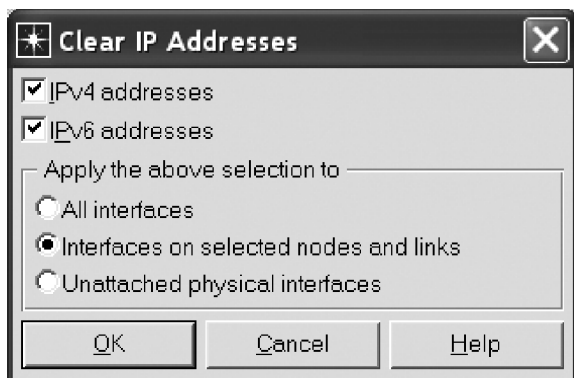 Clear IP Addresses
IPv4 addresses
IPv6 addresses
Apply the above selection to
All interfaces
Interfaces on selected nodes and links
Unattached physical interfaces
OK Cancel Help